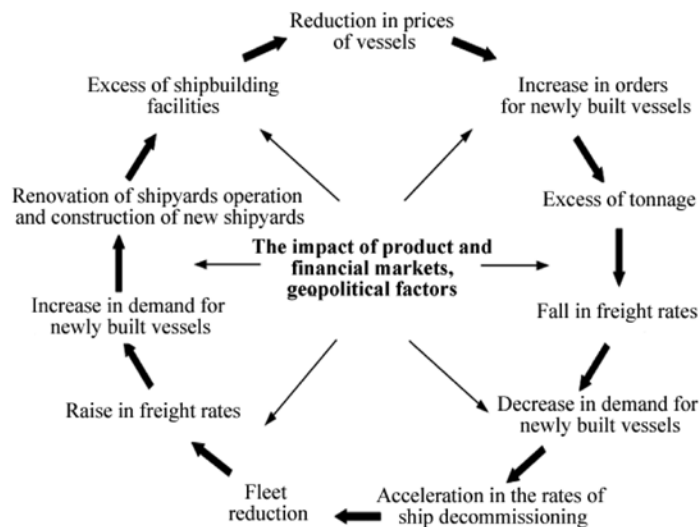 Reduction in prices
of vessels
Increase in orders
for newly built vessels
Excess of tonnage
Fall in freight rates
Decrease in demand for
newly built vessels
Acceleration in the rates of
ship decommissioning
Fleet
reduction
Raise in freight rates
Increase in demand for
newly built vessels
Renovation of shipyards operation
and construction of new shipyards
Excess of shipbuilding
facilities
The impact of product and
financial markets,
geopolitical factors